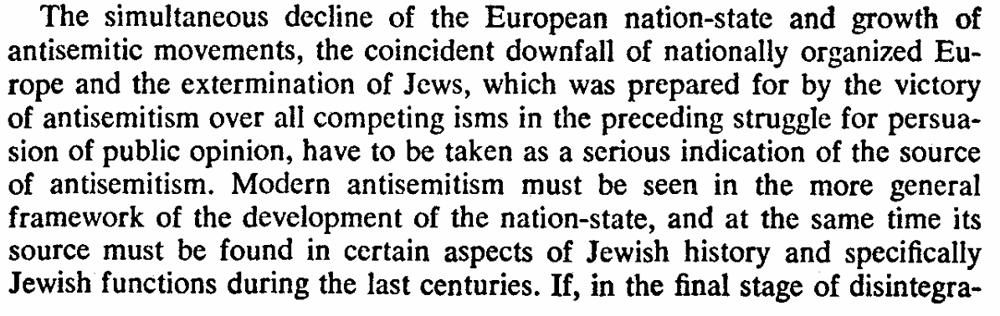 The simultaneous decline of the European nation-state and growth of
antisemitic movements, the coincident downfall of nationally organized Eu-
rope and the extermination of Jews, which was prepared for by the victory
of antisemitism over all competing isms in the preceding struggle for persua-
sion of public opinion, have to be taken as a serious indication of the source
of antisemitism. Modern antisemitism must be seen in the more general
framework of the development of the nation-state, and at the same time its
source must be found in certain aspects of Jewish history and specifically
Jewish functions during the last centuries. If, in the final stage of disintegra-